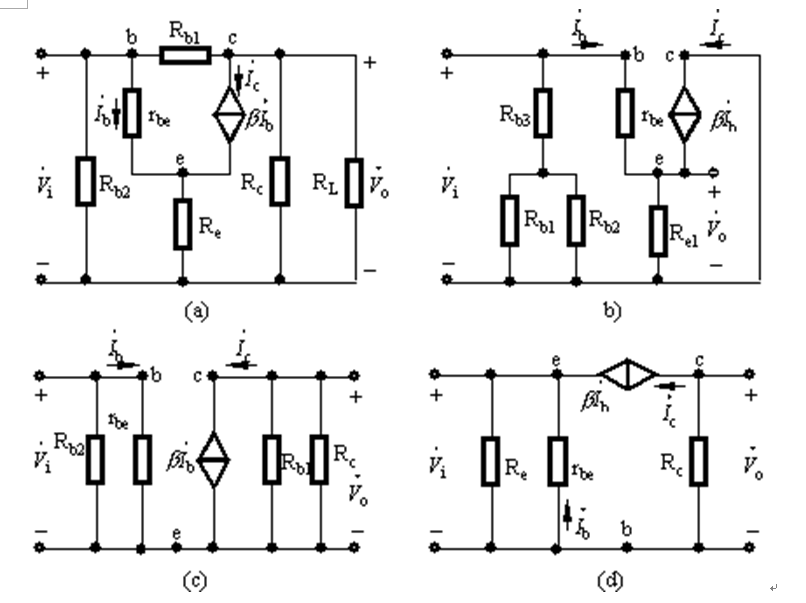 R_b1
b c
+ İ_c +
İ_b r_be βİ_b
e
V̇_i R_b2 R_c R_L V̇_o
R_e
− −
(a)
İ_b İ_c
+ b c
R_b3 r_be βİ_b
e
V̇_i +
R_b1 R_b2 R_e1 V̇_o
− −
b)
İ_b İ_c
b c
+ r_be +
R_b2 βİ_b R_b1 R_c
V̇_i V̇_o
− e −
(c)
e c
+ βİ_b İ_c +
V̇_i R_e r_be R_c V̇_o
− İ_b b −
(d)